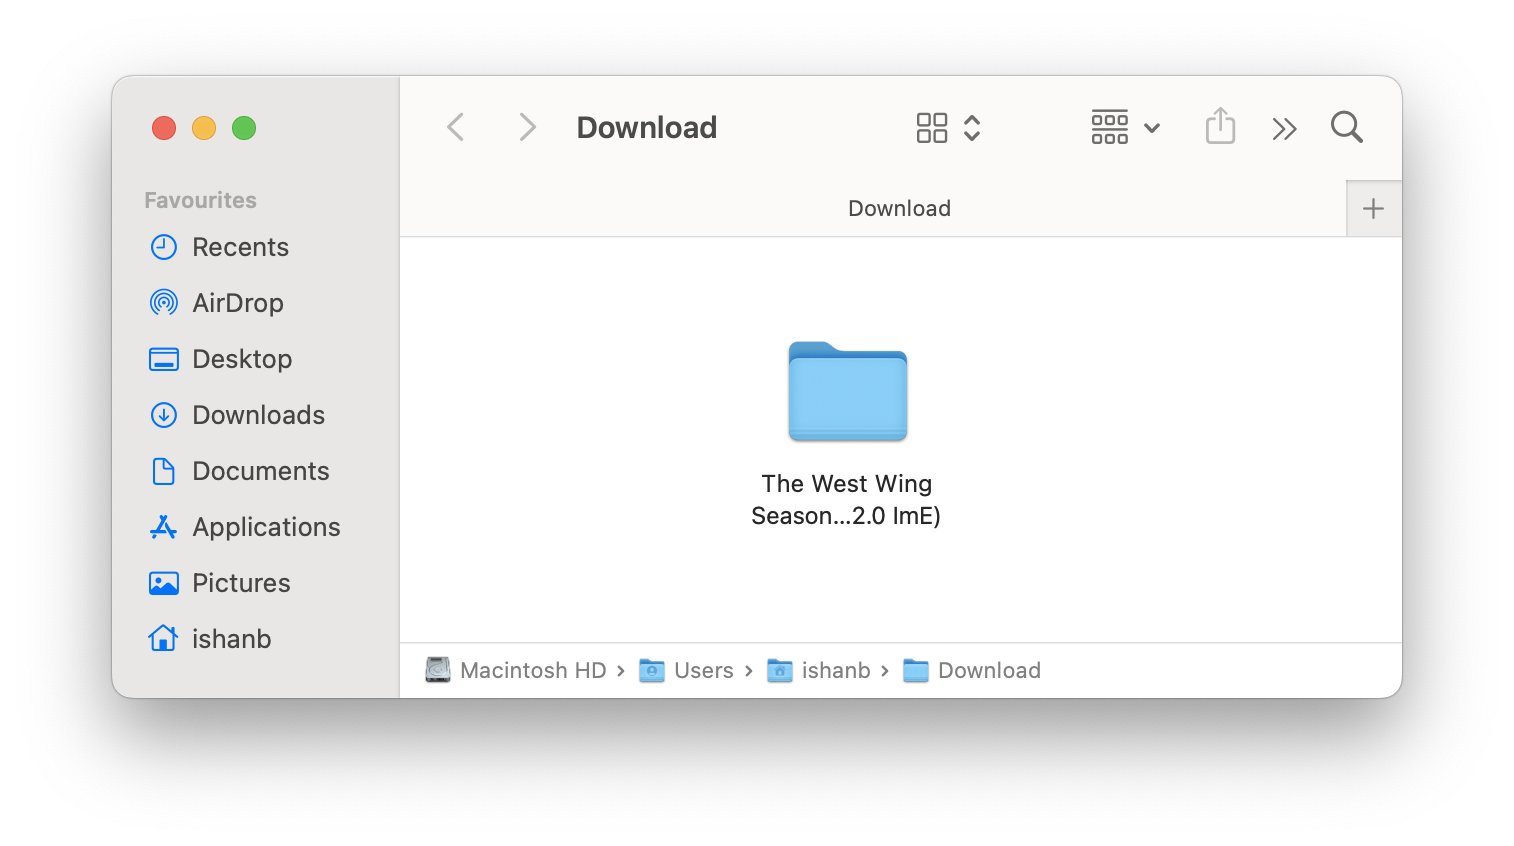 Download
Favourites
Recents
AirDrop
Desktop
Downloads
Documents
Applications
Pictures
ishanb
Download
The West Wing
Season...2.0 ImE)
Macintosh HD › Users › ishanb › Download